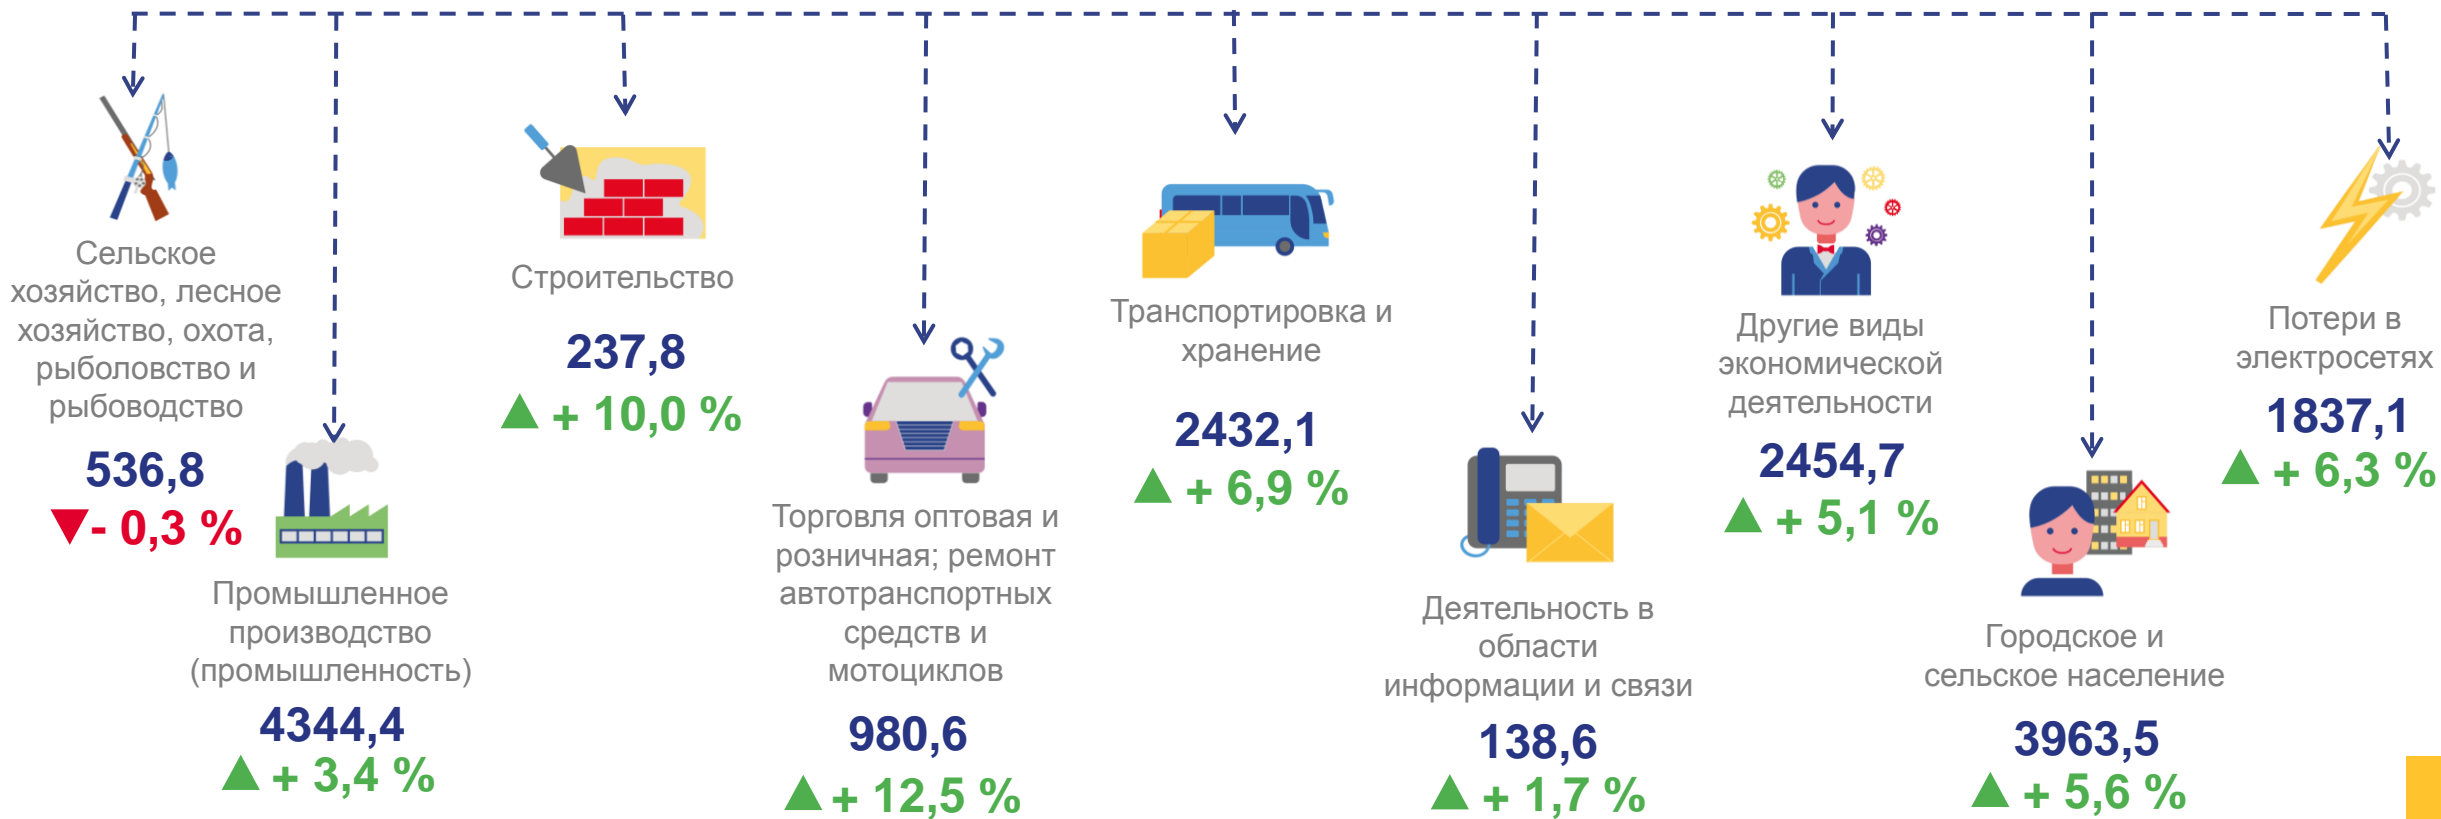 Сельское
хозяйство, лесное
хозяйство, охота,
рыболовство и
рыбоводство
536,8
- 0,3 %
Промышленное
производство
(промышленность)
4344,4
+ 3,4 %
Строительство
237,8
+ 10,0 %
Торговля оптовая и
розничная; ремонт
автотранспортных
средств и
мотоциклов
980,6
+ 12,5 %
Транспортировка и
хранение
2432,1
+ 6,9 %
Деятельность в
области
информации и связи
138,6
+ 1,7 %
Другие виды
экономической
деятельности
2454,7
+ 5,1 %
Городское и
сельское население
3963,5
+ 5,6 %
Потери в
электросетях
1837,1
+ 6,3 %